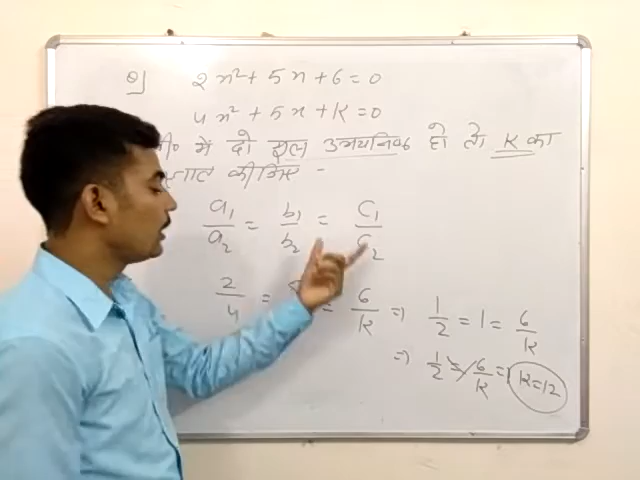 Q) 2x² + 5x + 6 = 0
4x² + 5x + k = 0
में दो हल उभयनिष्ठ हो तो K का
ज्ञात कीजिए -
a₁/a₂ = b₁/b₂ = c₁/c₂
2/4 = = 6/k ⇒ 1/2 = 1 = 6/k
⇒ 1/2 = 6/k ⇒ k=12